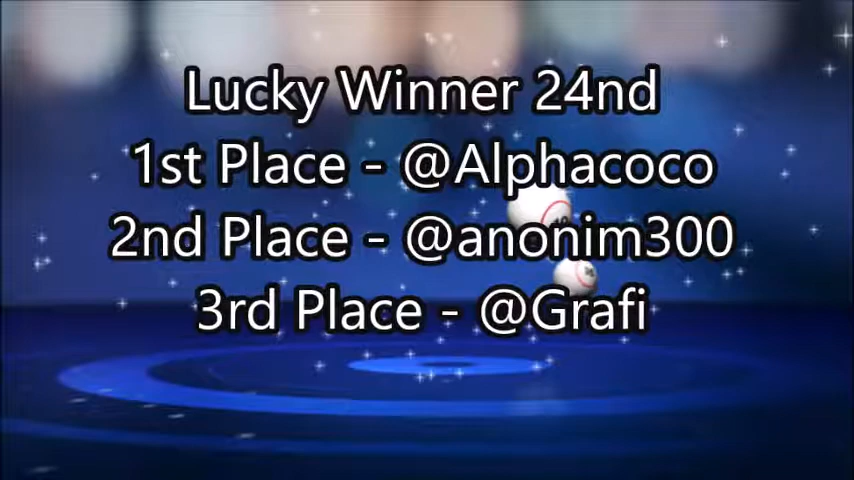 Lucky Winner 24nd
1st Place - @Alphacoco
2nd Place - @anonim300
3rd Place - @Grafi